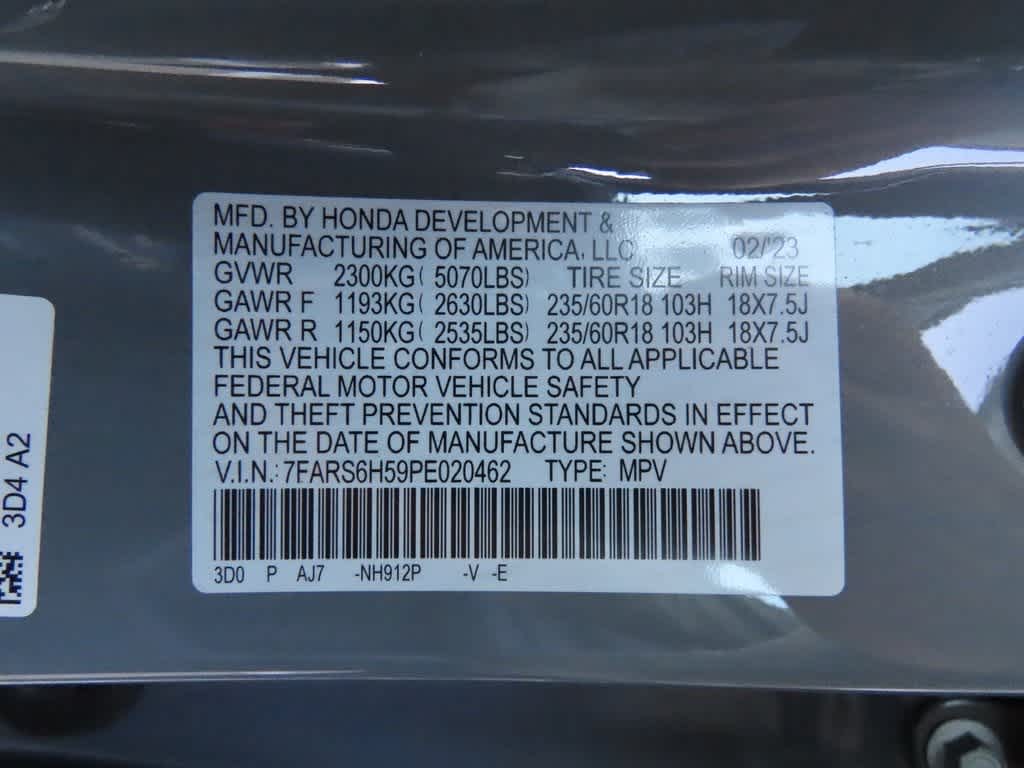 MFD. BY HONDA DEVELOPMENT &
MANUFACTURING OF AMERICA, LLC 02/'23
GVWR 2300KG( 5070LBS) TIRE SIZE RIM SIZE
GAWR F 1193KG( 2630LBS) 235/60R18 103H 18X7.5J
GAWR R 1150KG( 2535LBS) 235/60R18 103H 18X7.5J
THIS VEHICLE CONFORMS TO ALL APPLICABLE
FEDERAL MOTOR VEHICLE SAFETY
AND THEFT PREVENTION STANDARDS IN EFFECT
ON THE DATE OF MANUFACTURE SHOWN ABOVE.
V.I.N.: 7FARS6H59PE020462 TYPE: MPV
3D0 P AJ7 -NH912P -V -E
3D4 A2